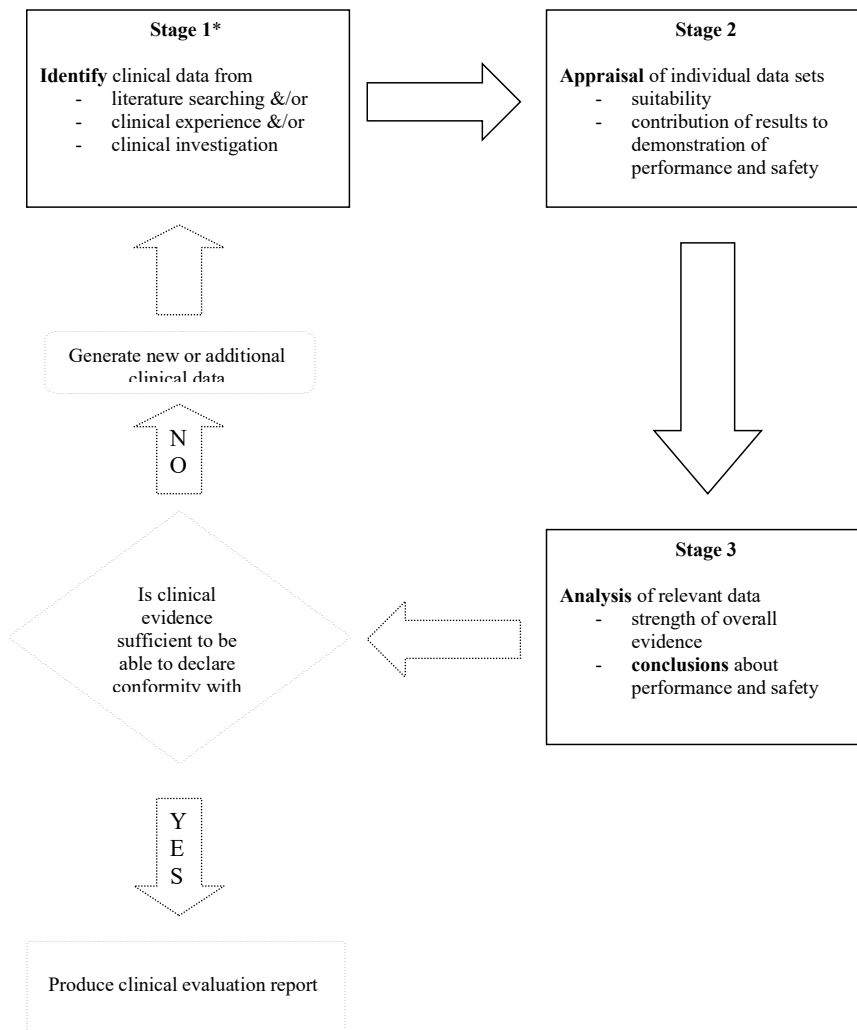 Stage 1*
Identify clinical data from
- literature searching &/or
- clinical experience &/or
- clinical investigation
Stage 2
Appraisal of individual data sets
- suitability
- contribution of results to
demonstration of
performance and safety
Stage 3
Analysis of relevant data
- strength of overall
evidence
- conclusions about
performance and safety
Is clinical
evidence
sufficient to be
able to declare
conformity with
N
O
Generate new or additional
clinical data
Y
E
S
Produce clinical evaluation report